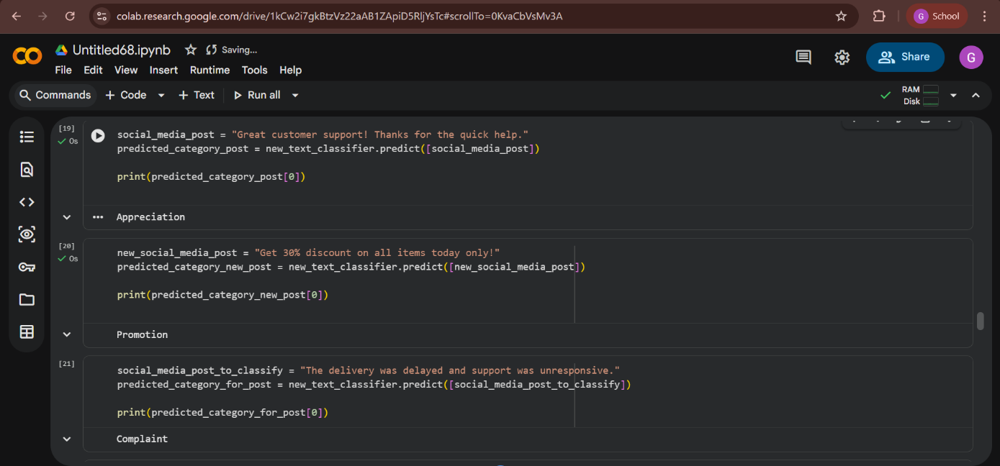 colab.research.google.com/drive/1kCw2i7gkBtzVz22aAB1ZApiD5RljYsTc#scrollTo=0KvaCbVsMv3A
G School
Untitled68.ipynb Saving...
File Edit View Insert Runtime Tools Help
Share
G
Commands + Code + Text Run all
RAM
Disk
[19]
0s
social_media_post = "Great customer support! Thanks for the quick help."
predicted_category_post = new_text_classifier.predict([social_media_post])
print(predicted_category_post[0])
Appreciation
[20]
0s
new_social_media_post = "Get 30% discount on all items today only!"
predicted_category_new_post = new_text_classifier.predict([new_social_media_post])
print(predicted_category_new_post[0])
Promotion
[21]
social_media_post_to_classify = "The delivery was delayed and support was unresponsive."
predicted_category_for_post = new_text_classifier.predict([social_media_post_to_classify])
print(predicted_category_for_post[0])
Complaint